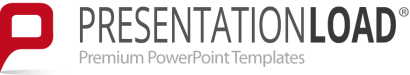 PRESENTATIONLOAD®
Premium PowerPoint Templates